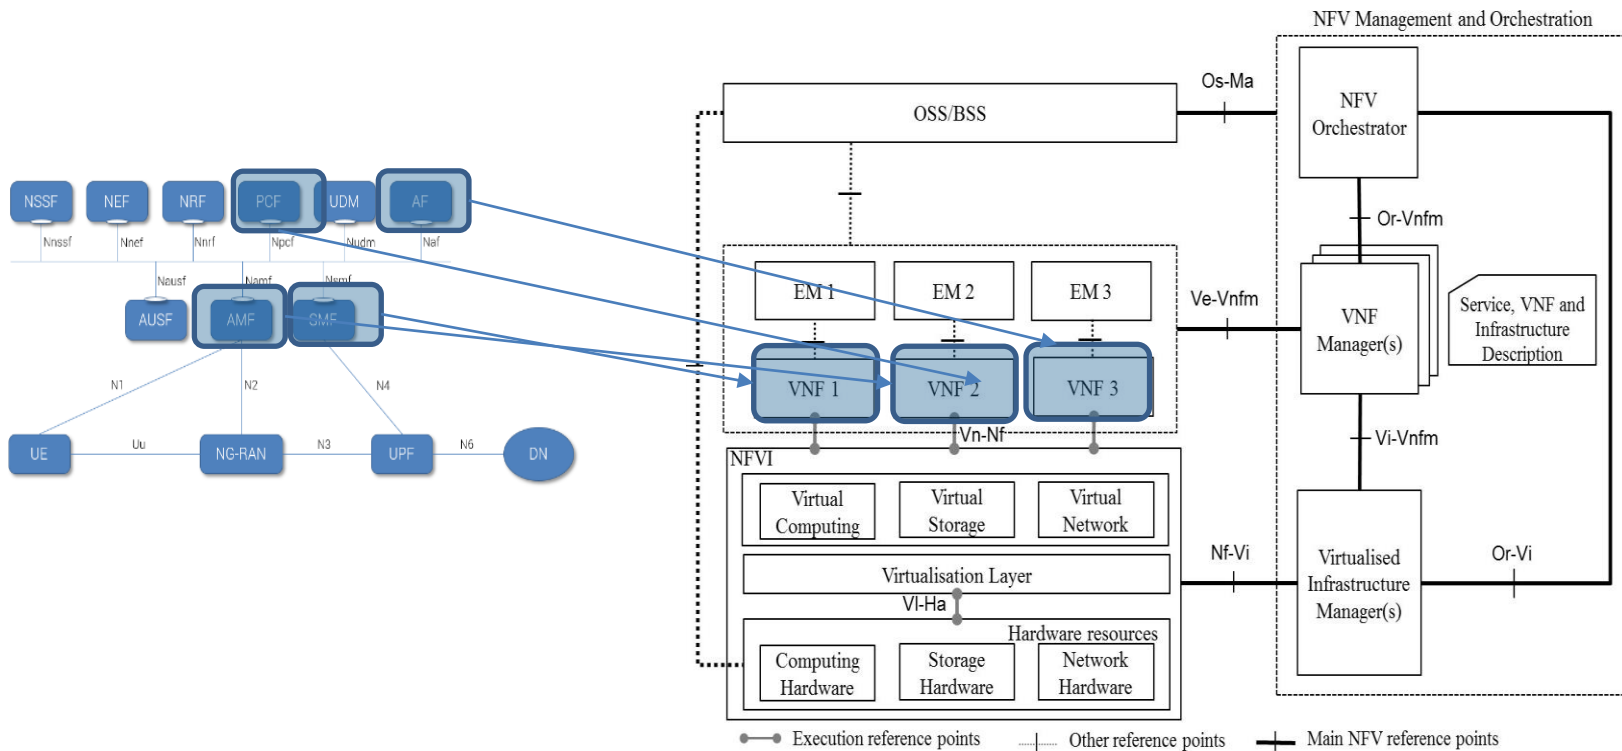 NFV Management and Orchestration
Os-Ma
OSS/BSS
NFV
Orchestrator
NSSF
NEF
NRF
PCF
UDM
AF
Nnssf
Nnef
Nnrf
Npcf
Nudm
Naf
Or-Vnfm
Nausf
Namf
Nsmf
EM 1
EM 2
EM 3
Ve-Vnfm
VNF
Manager(s)
Service, VNF and
Infrastructure
Description
AUSF
AMF
SMF
N1
N2
N4
VNF 1
VNF 2
VNF 3
Vn-Nf
Vi-Vnfm
UE
Uu
NG-RAN
N3
UPF
N6
DN
NFVI
Virtual
Computing
Virtual
Storage
Virtual
Network
Nf-Vi
Or-Vi
Virtualisation Layer
Virtualised
Infrastructure
Manager(s)
Vl-Ha
Hardware resources
Computing
Hardware
Storage
Hardware
Network
Hardware
Execution reference points
Other reference points
Main NFV reference points